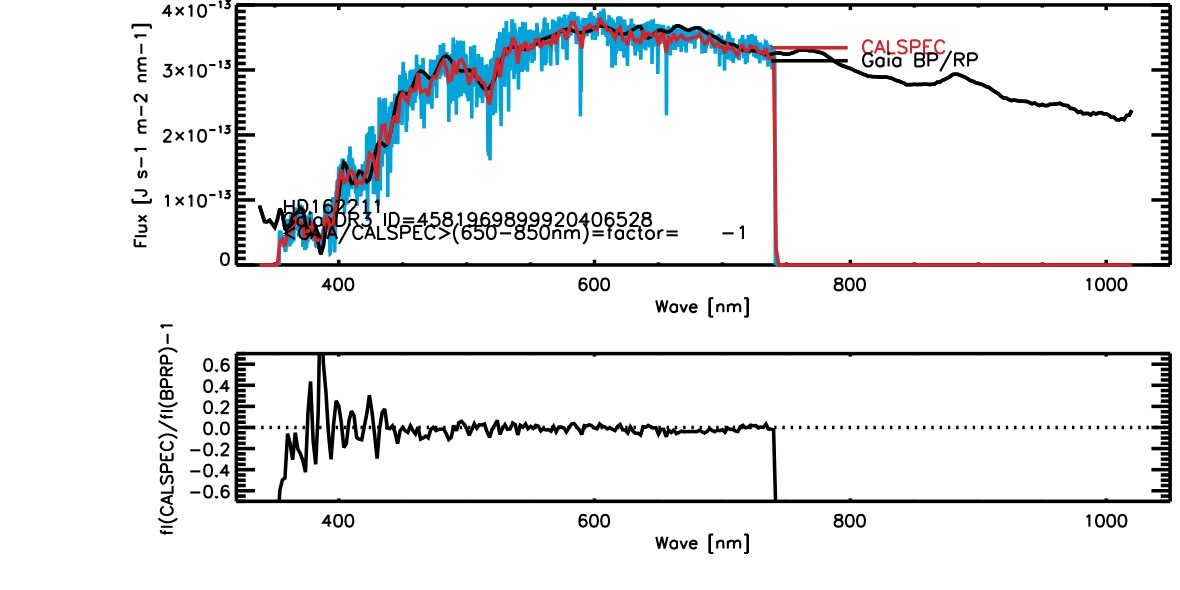 4×10−13
3×10−13
2×10−13
1×10−13
0
Flux [J s−1 m−2 nm−1]
CALSPEC
Gaia BP/RP
HD162211
Gaia DR3 ID=4581969899920406528
<GAIA/CALSPEC>(650−850nm)=factor= −1
400 600 800 1000
Wave [nm]
fl(CALSPEC)/fl(BPRP)−1
0.6
0.4
0.2
0.0
−0.2
−0.4
−0.6
400 600 800 1000
Wave [nm]